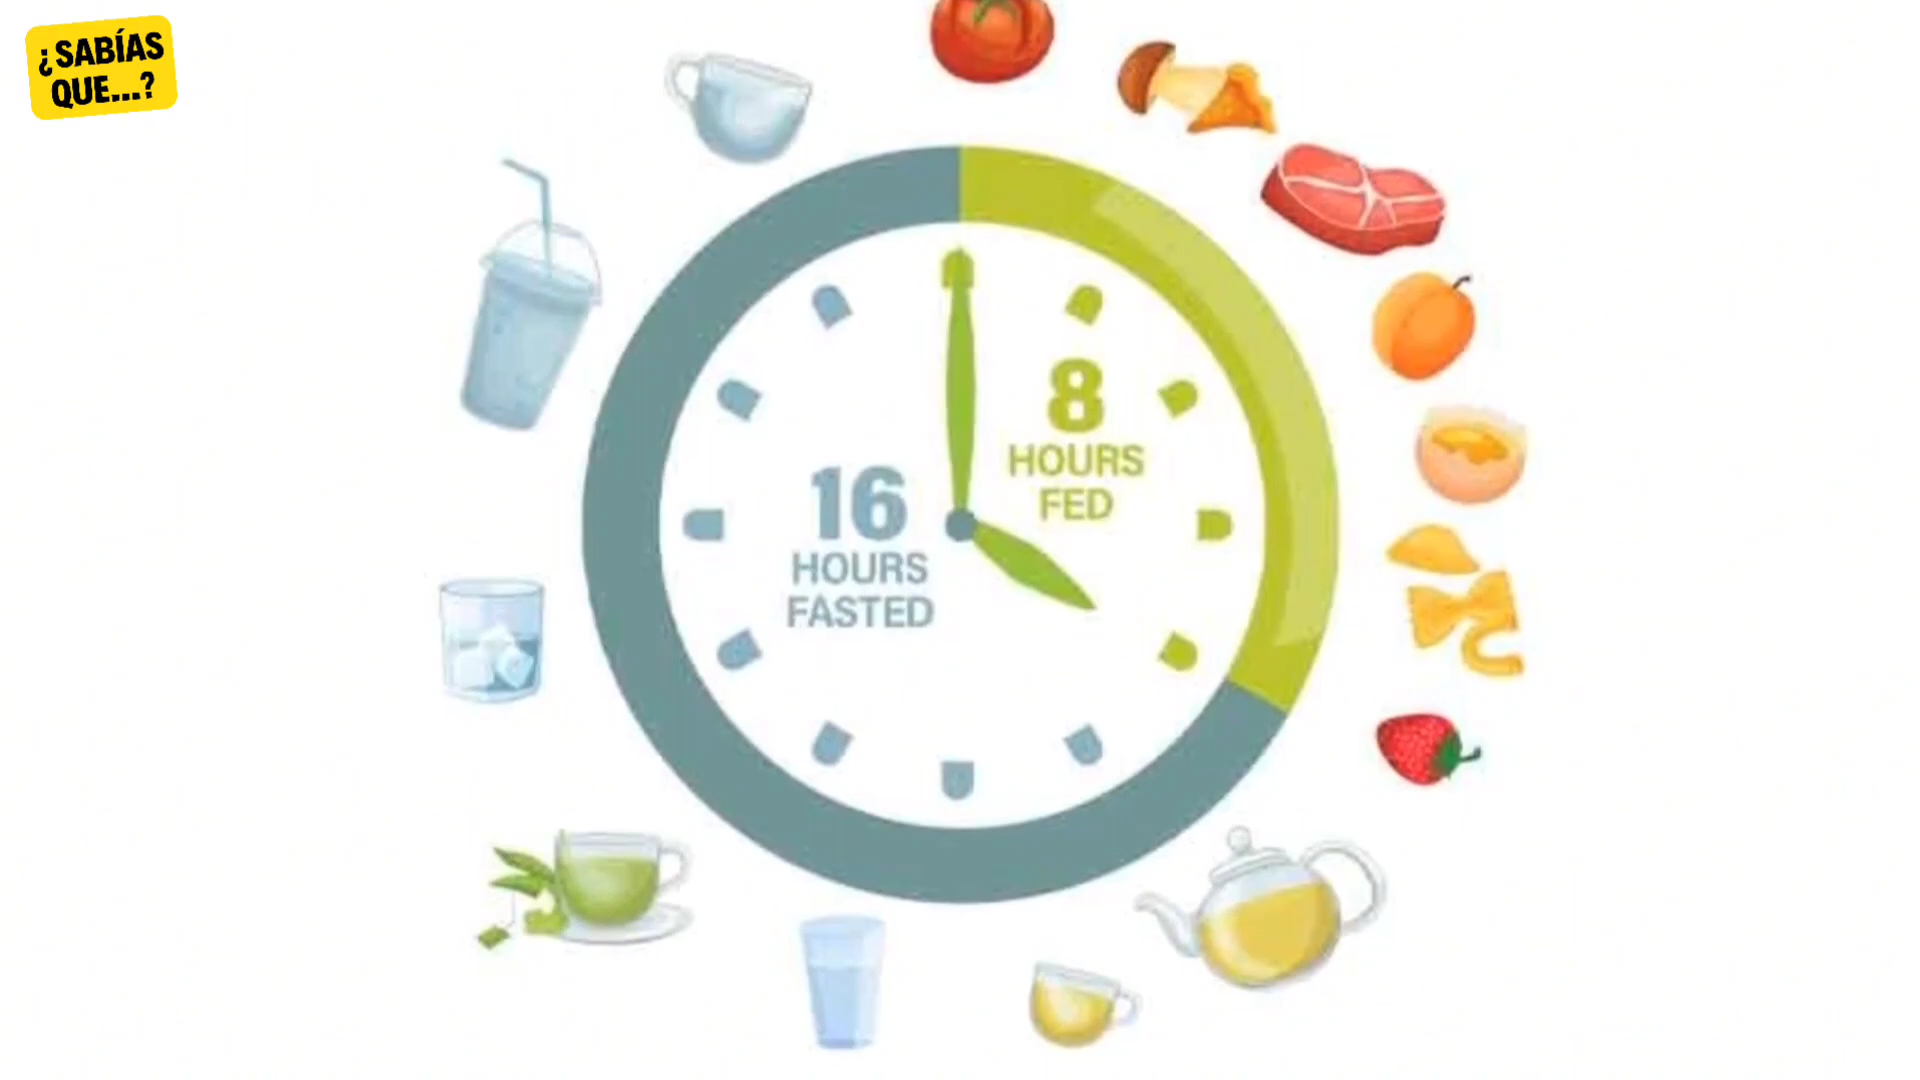 ¿SABÍAS
QUE...?
8
HOURS
FED
16
HOURS
FASTED